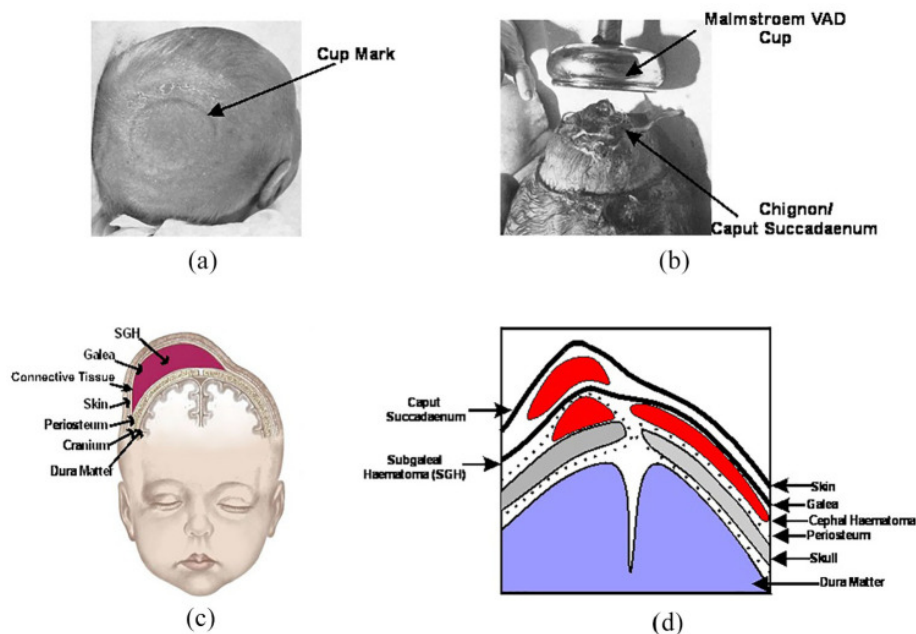 Cup Mark
(a)
Malmstroem VAD
Cup
Chignon/
Caput Succadaenum
(b)
SGH
Galea
Connective Tissue
Skin
Periosteum
Cranium
Dura Matter
(c)
Caput
Succadaenum
Subgaleal
Haematoma (SGH)
Skin
Galea
Cephal Haematoma
Periosteum
Skull
Dura Matter
(d)